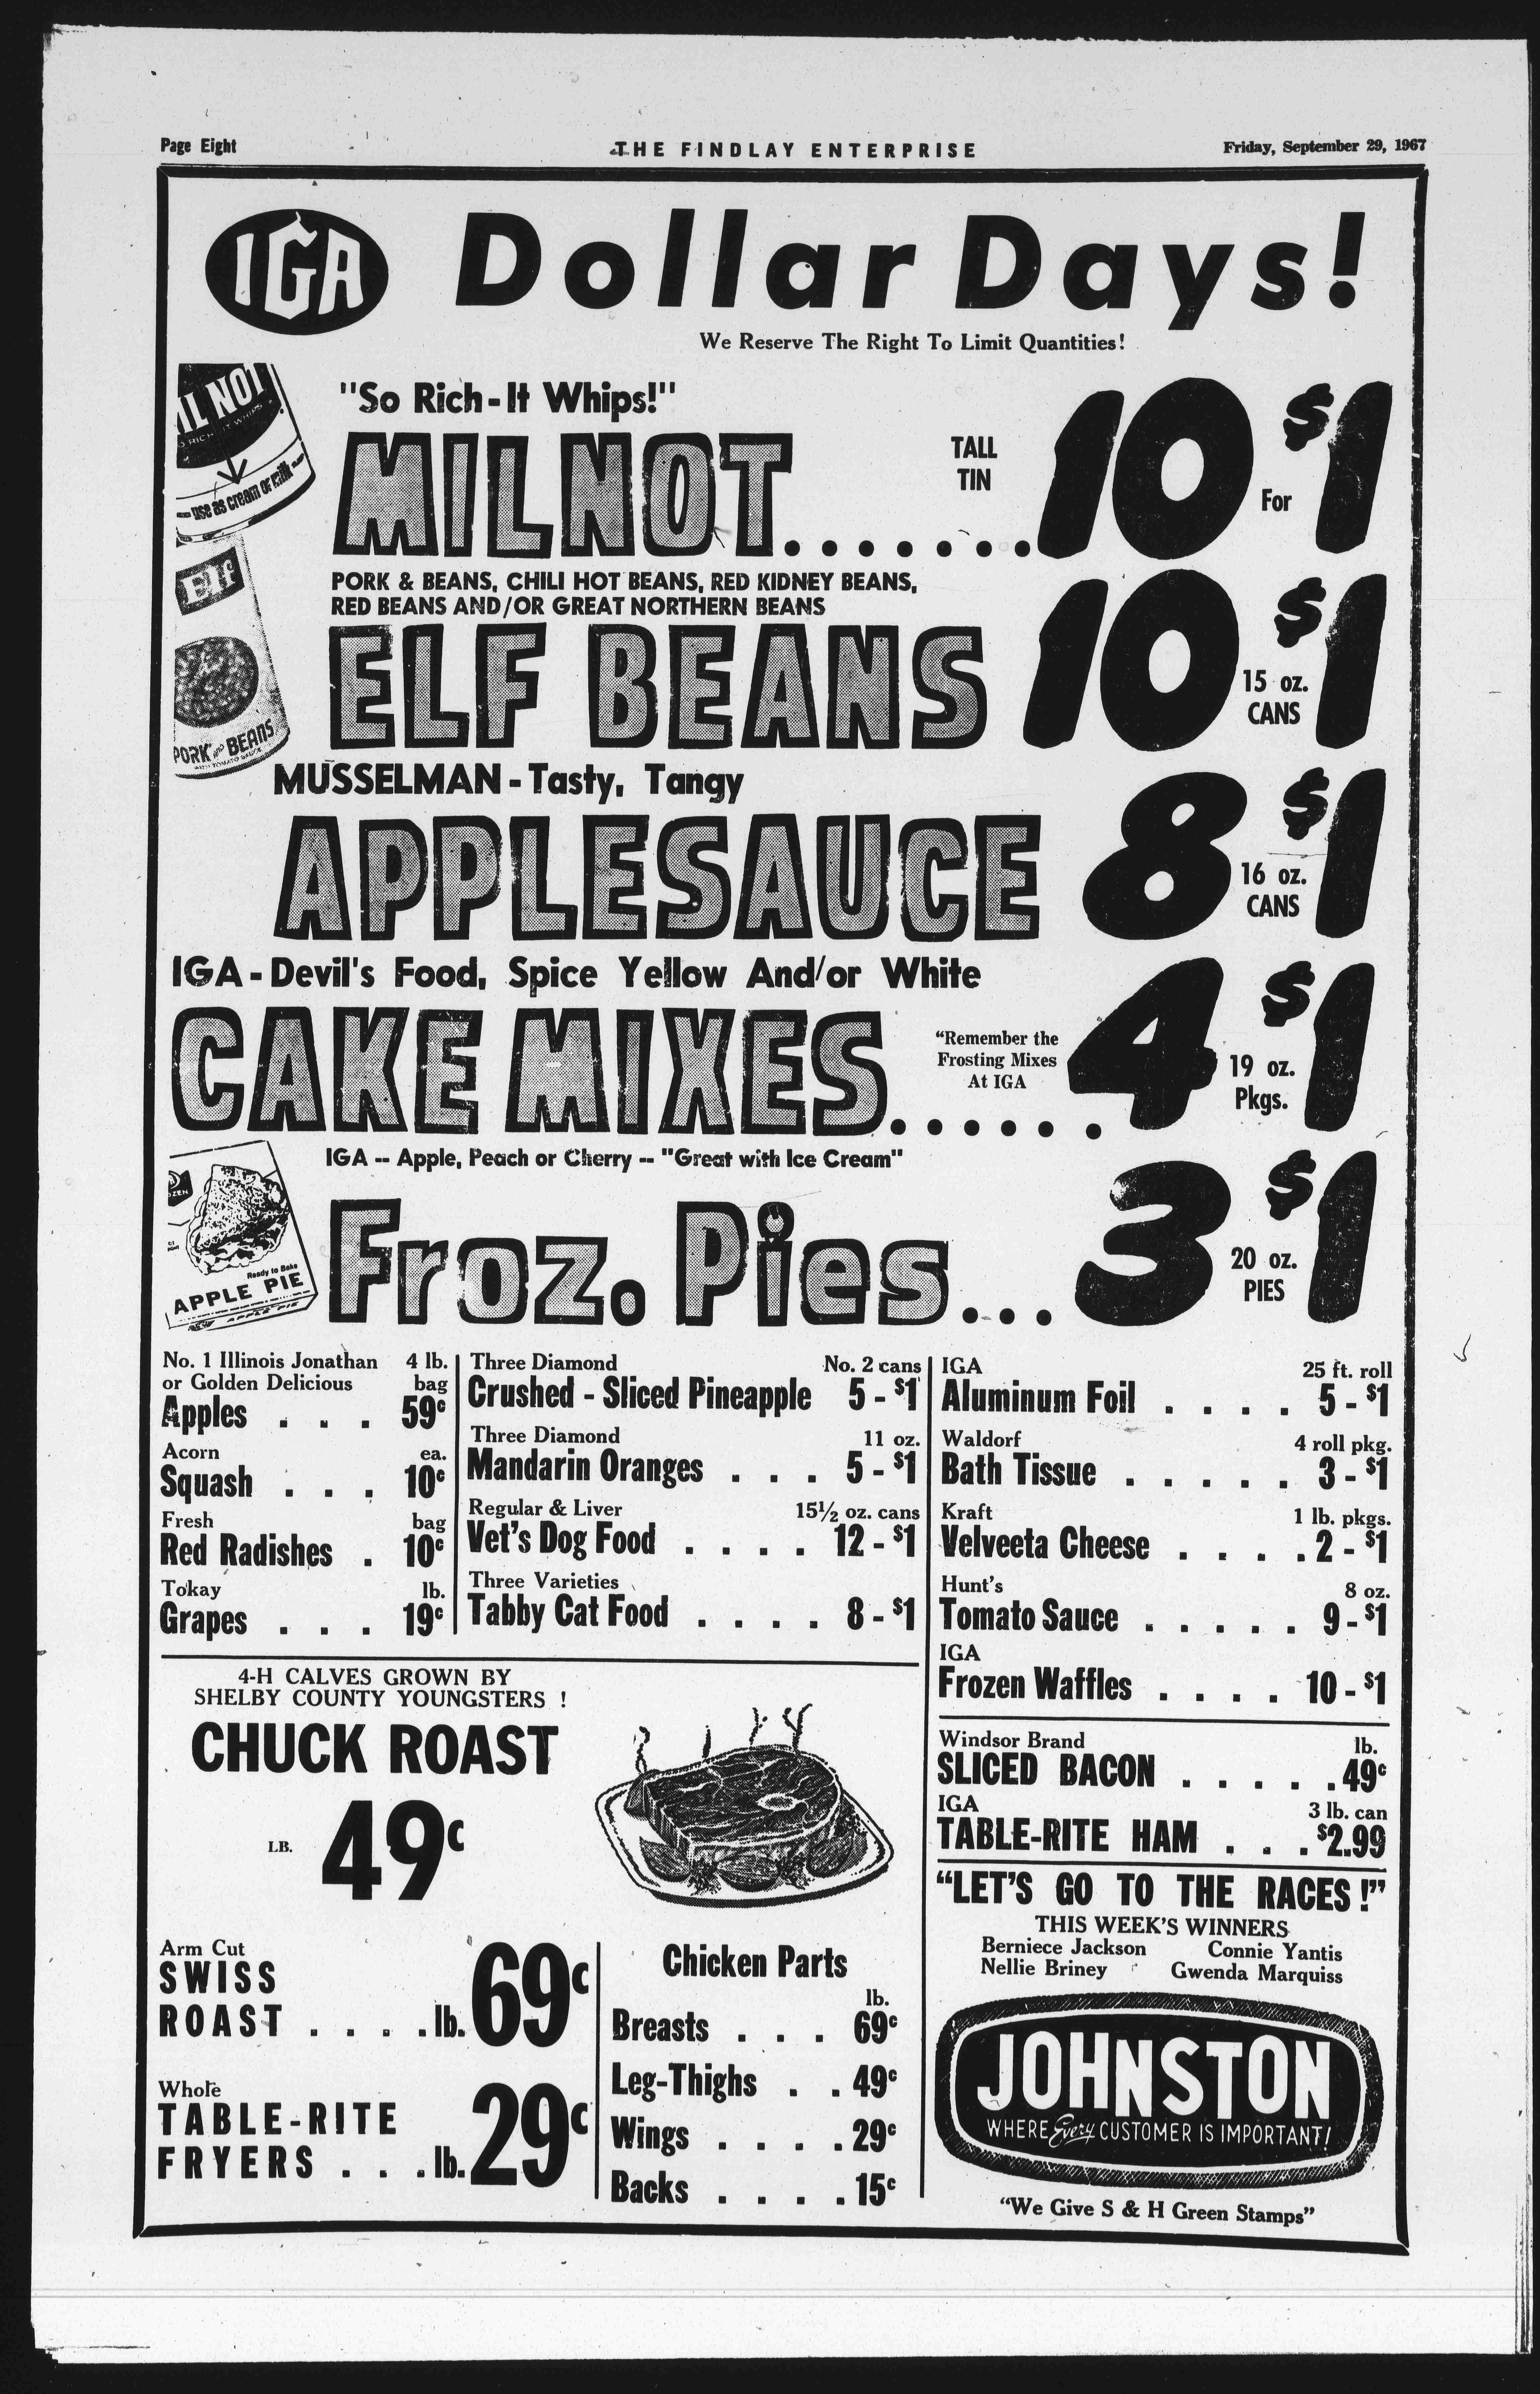 Page Eight
THE FINDLAY ENTERPRISE
Friday, September 29, 1967
IGA
Dollar Days!
We Reserve The Right To Limit Quantities!
"So Rich-It Whips!"
MILNOT.......
TALL
TIN
10 For $1
PORK & BEANS, CHILI HOT BEANS, RED KIDNEY BEANS,
RED BEANS AND/OR GREAT NORTHERN BEANS
Elf
PORK and BEANS
ELF BEANS
10 $1
15 oz.
CANS
MUSSELMAN - Tasty, Tangy
APPLESAUCE
8 $1
16 oz.
CANS
IGA - Devil's Food, Spice Yellow And/or White
CAKE MIXES......
"Remember the
Frosting Mixes
At IGA
4 $1
19 oz.
Pkgs.
IGA -- Apple, Peach or Cherry -- "Great with Ice Cream"
Ready to Bake
APPLE PIE
Froz. Pies...
3 $1
20 oz.
PIES
No. 1 Illinois Jonathan 4 lb.
or Golden Delicious bag
Apples . . . 59c
Acorn ea.
Squash . . . 10c
Fresh bag
Red Radishes . 10c
Tokay lb.
Grapes . . . 19c
Three Diamond No. 2 cans
Crushed - Sliced Pineapple 5 - $1
Three Diamond 11 oz.
Mandarin Oranges . . . 5 - $1
Regular & Liver 15½ oz. cans
Vet's Dog Food . . . . 12 - $1
Three Varieties
Tabby Cat Food . . . . 8 - $1
IGA 25 ft. roll
Aluminum Foil . . . . 5 - $1
Waldorf 4 roll pkg.
Bath Tissue . . . . . 3 - $1
Kraft 1 lb. pkgs.
Velveeta Cheese . . . . 2 - $1
Hunt's 8 oz.
Tomato Sauce . . . . . 9 - $1
IGA
Frozen Waffles . . . . 10 - $1
4-H CALVES GROWN BY
SHELBY COUNTY YOUNGSTERS !
CHUCK ROAST
LB. 49c
Windsor Brand lb.
SLICED BACON . . . . . 49c
IGA 3 lb. can
TABLE-RITE HAM . . . $2.99
Arm Cut
SWISS
ROAST . . . . lb. 69c
Whole
TABLE-RITE
FRYERS . . . lb. 29c
Chicken Parts
lb.
Breasts . . . 69c
Leg-Thighs . . 49c
Wings . . . . 29c
Backs . . . . 15c
"LET'S GO TO THE RACES !"
THIS WEEK'S WINNERS
Berniece Jackson Connie Yantis
Nellie Briney Gwenda Marquiss
JOHNSTON
WHERE Every CUSTOMER IS IMPORTANT!
"We Give S & H Green Stamps"